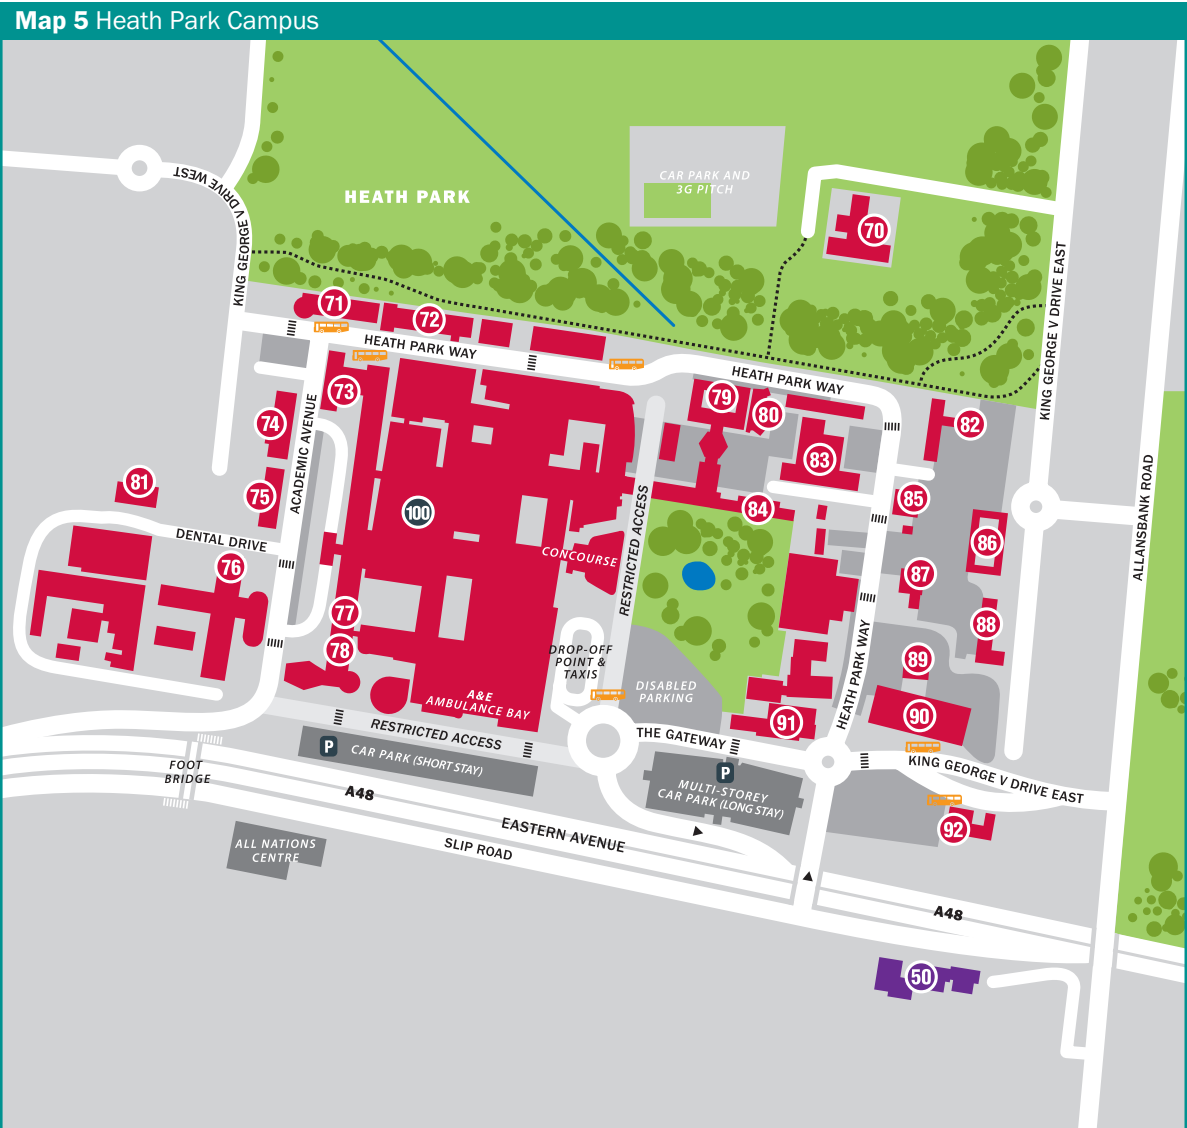 Map 5 Heath Park Campus
CAR PARK AND
3G PITCH
KING GEORGE V DRIVE WEST
HEATH PARK
70
KING GEORGE V DRIVE EAST
71
72
HEATH PARK WAY
HEATH PARK WAY
73
79
80
74
82
83
ACADEMIC AVENUE
81
75
85
84
100
ALLANSBANK ROAD
RESTRICTED ACCESS
DENTAL DRIVE
86
CONCOURSE
76
87
77
88
78
DROP-OFF
POINT &
TAXIS
89
HEATH PARK WAY
DISABLED
PARKING
A&E
AMBULANCE BAY
90
91
RESTRICTED ACCESS
THE GATEWAY
P
CAR PARK (SHORT STAY)
KING GEORGE V DRIVE EAST
FOOT
BRIDGE
P
MULTI-STOREY
CAR PARK (LONG STAY)
A48
92
EASTERN AVENUE
SLIP ROAD
ALL NATIONS
CENTRE
A48
50